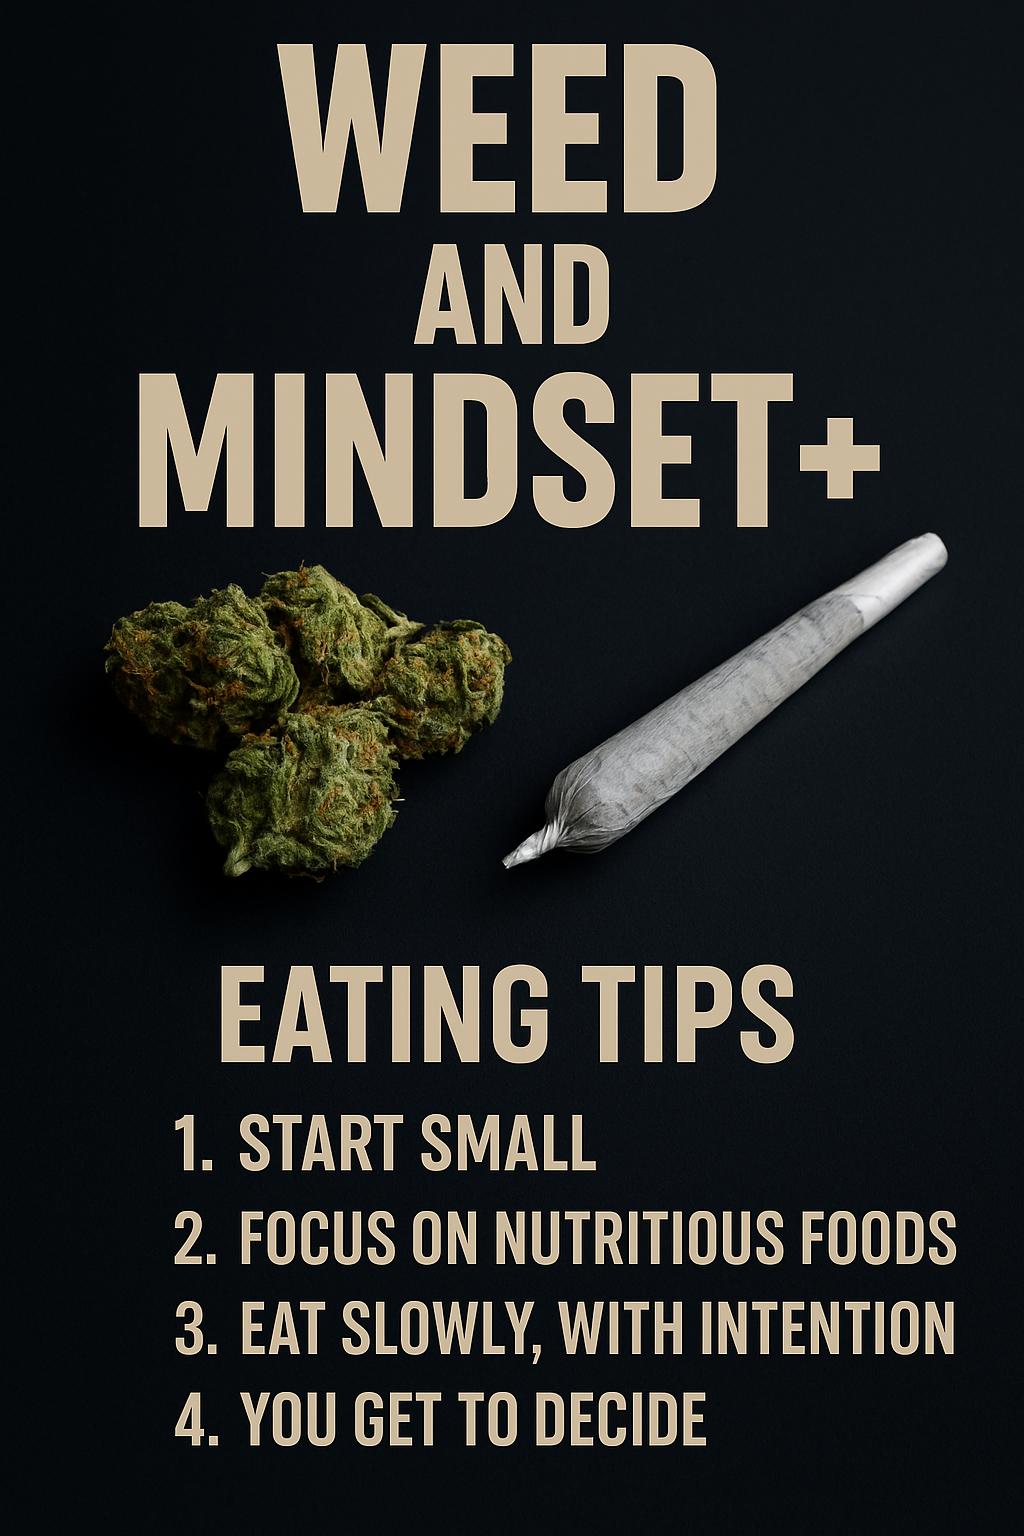 WEED
AND
MINDSET+
EATING TIPS
1. START SMALL
2. FOCUS ON NUTRITIOUS FOODS
3. EAT SLOWLY, WITH INTENTION
4. YOU GET TO DECIDE